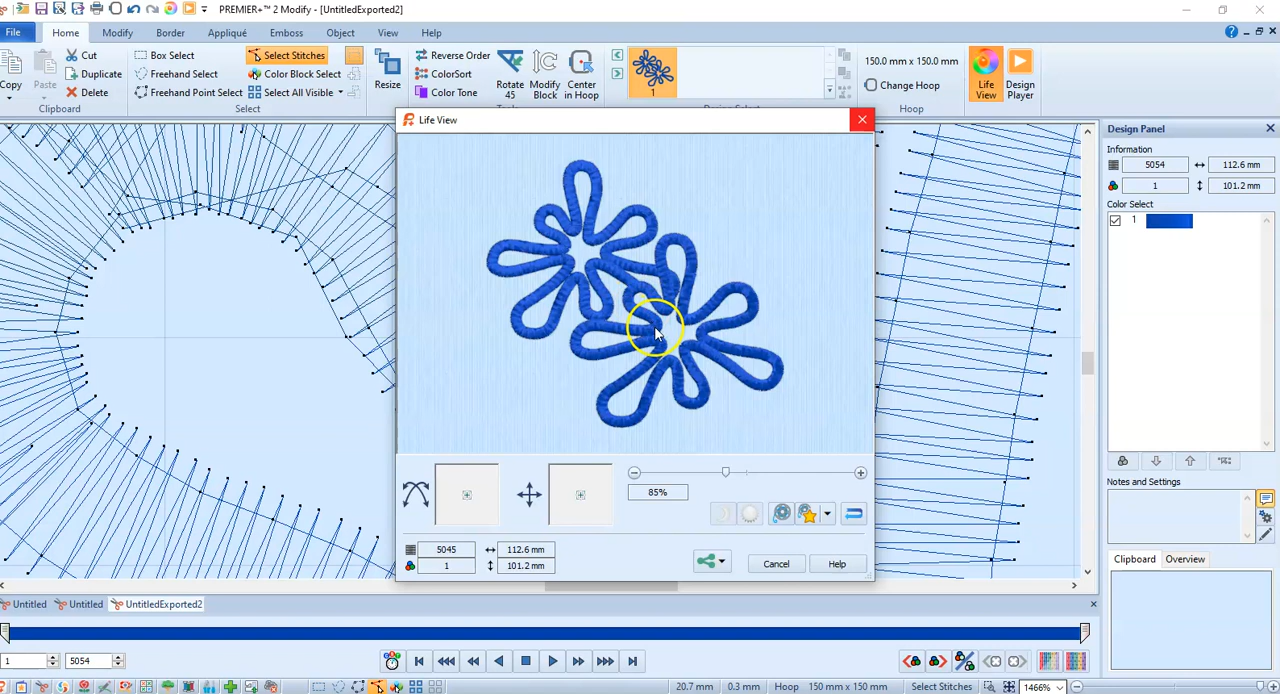 PREMIER+™ 2 Modify - [UntitledExported2]
File Home Modify Border Appliqué Emboss Object View Help
Copy
Paste
Cut
Duplicate
Delete
Clipboard
Box Select
Freehand Select
Freehand Point Select
Select Stitches
Color Block Select
Select All Visible
Select
Resize
Reverse Order
ColorSort
Color Tone
Rotate 45
Modify Block
Center in Hoop
1
150.0 mm x 150.0 mm
Change Hoop
Hoop
Life View
Design Player
Life View
85%
5045 112.6 mm
1 101.2 mm
Cancel Help
Design Panel
Information
5054 112.6 mm
1 101.2 mm
Color Select
1
Notes and Settings
Clipboard Overview
Untitled Untitled UntitledExported2
1 5054
20.7 mm 0.3 mm Hoop 150 mm x 150 mm Select Stitches 1466%